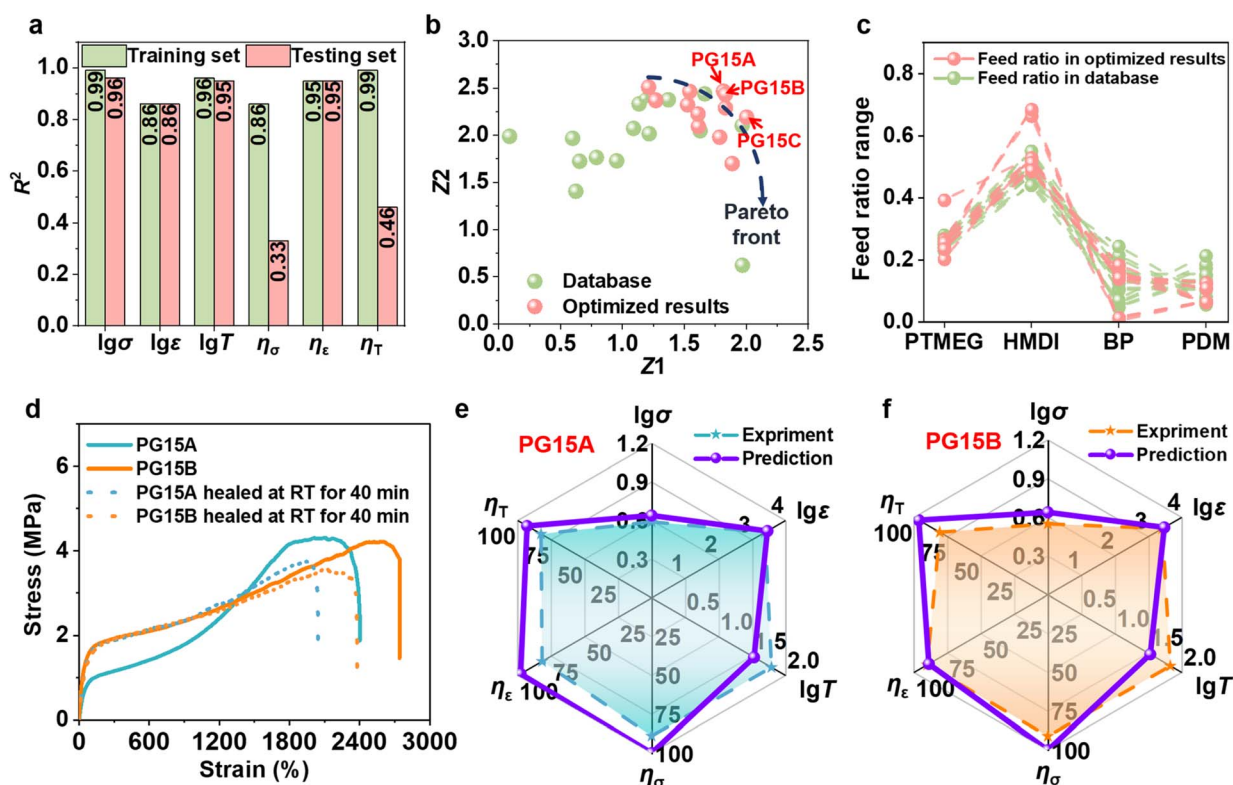 a
Training set
Testing set
R²
1.0
0.8
0.6
0.4
0.2
0.0
0.99
0.96
0.86
0.86
0.96
0.95
0.86
0.33
0.95
0.95
0.99
0.46
lgσ
lgε
lgT
ησ
ηε
ηT
b
Z2
3.0
2.5
2.0
1.5
1.0
0.5
0.0
PG15A
PG15B
PG15C
Pareto
front
Database
Optimized results
0.0
0.5
1.0
1.5
2.0
2.5
Z1
c
Feed ratio range
0.8
0.6
0.4
0.2
0.0
Feed ratio in optimized results
Feed ratio in database
PTMEG
HMDI
BP
PDM
d
Stress (MPa)
6
4
2
0
PG15A
PG15B
PG15A healed at RT for 40 min
PG15B healed at RT for 40 min
0
600
1200
1800
2400
3000
Strain (%)
e
PG15A
Expriment
Prediction
lgσ
1.2
0.9
0.6
0.3
lgε
4
3
2
1
lgT
0.5
1.0
1
5
2.0
ησ
25
50
75
100
ηε
25
50
75
100
ηT
25
50
75
100
f
PG15B
Expriment
Prediction
lgσ
1.2
0.9
0.6
0.3
lgε
4
3
2
1
lgT
0.5
1.0
1
5
2.0
ησ
25
50
75
100
ηε
25
50
75
100
ηT
25
50
75
100